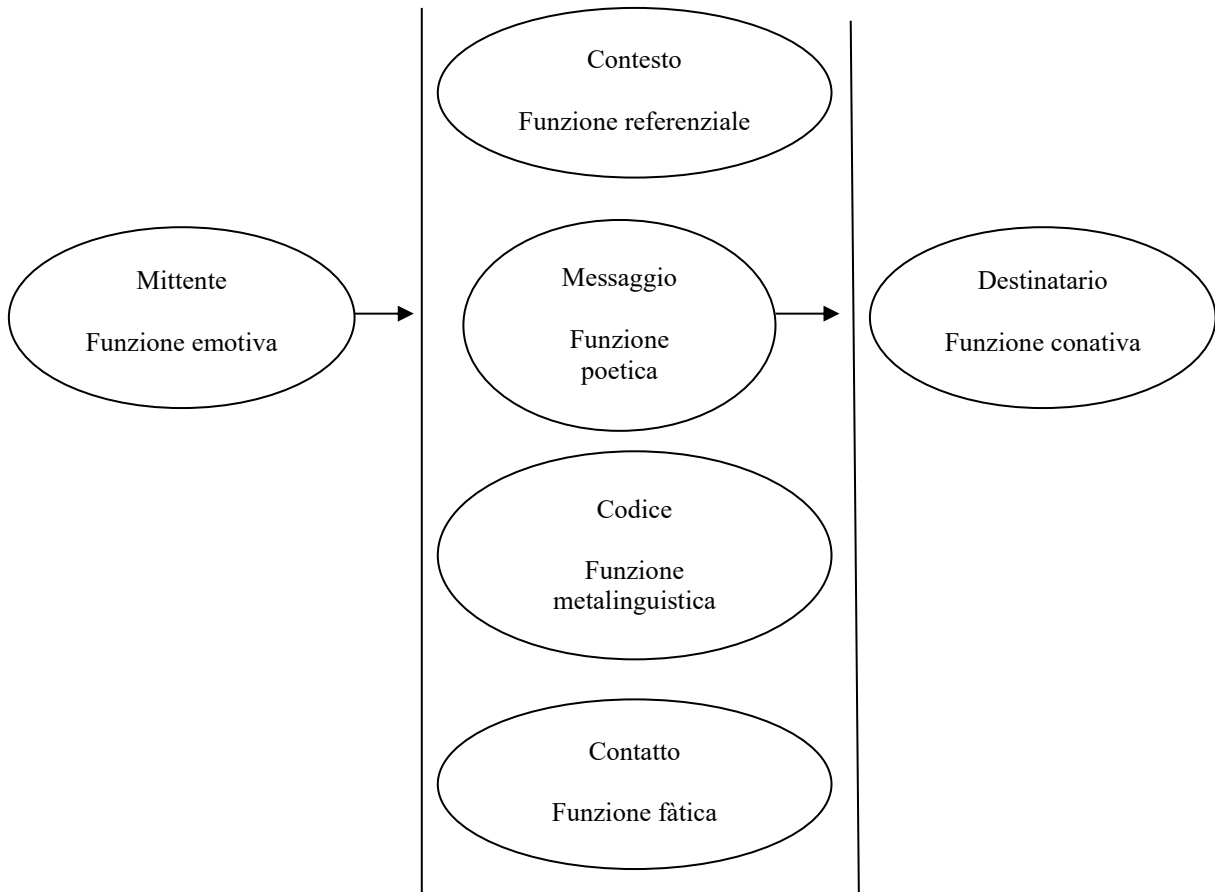 Contesto
Funzione referenziale
Mittente
Funzione emotiva
Messaggio
Funzione
poetica
Destinatario
Funzione conativa
Codice
Funzione
metalinguistica
Contatto
Funzione fàtica